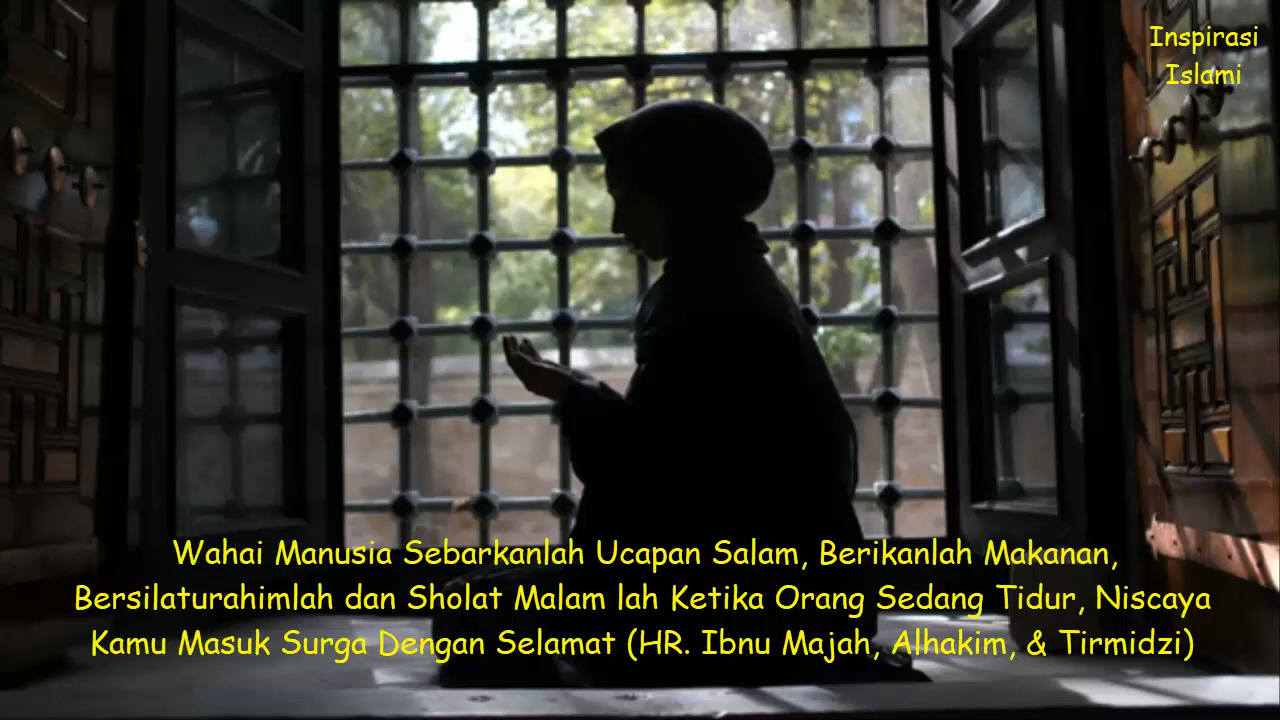 Inspirasi
Islami
Wahai Manusia Sebarkanlah Ucapan Salam, Berikanlah Makanan,
Bersilaturahimlah dan Sholat Malam lah Ketika Orang Sedang Tidur, Niscaya
Kamu Masuk Surga Dengan Selamat (HR. Ibnu Majah, Alhakim, & Tirmidzi)